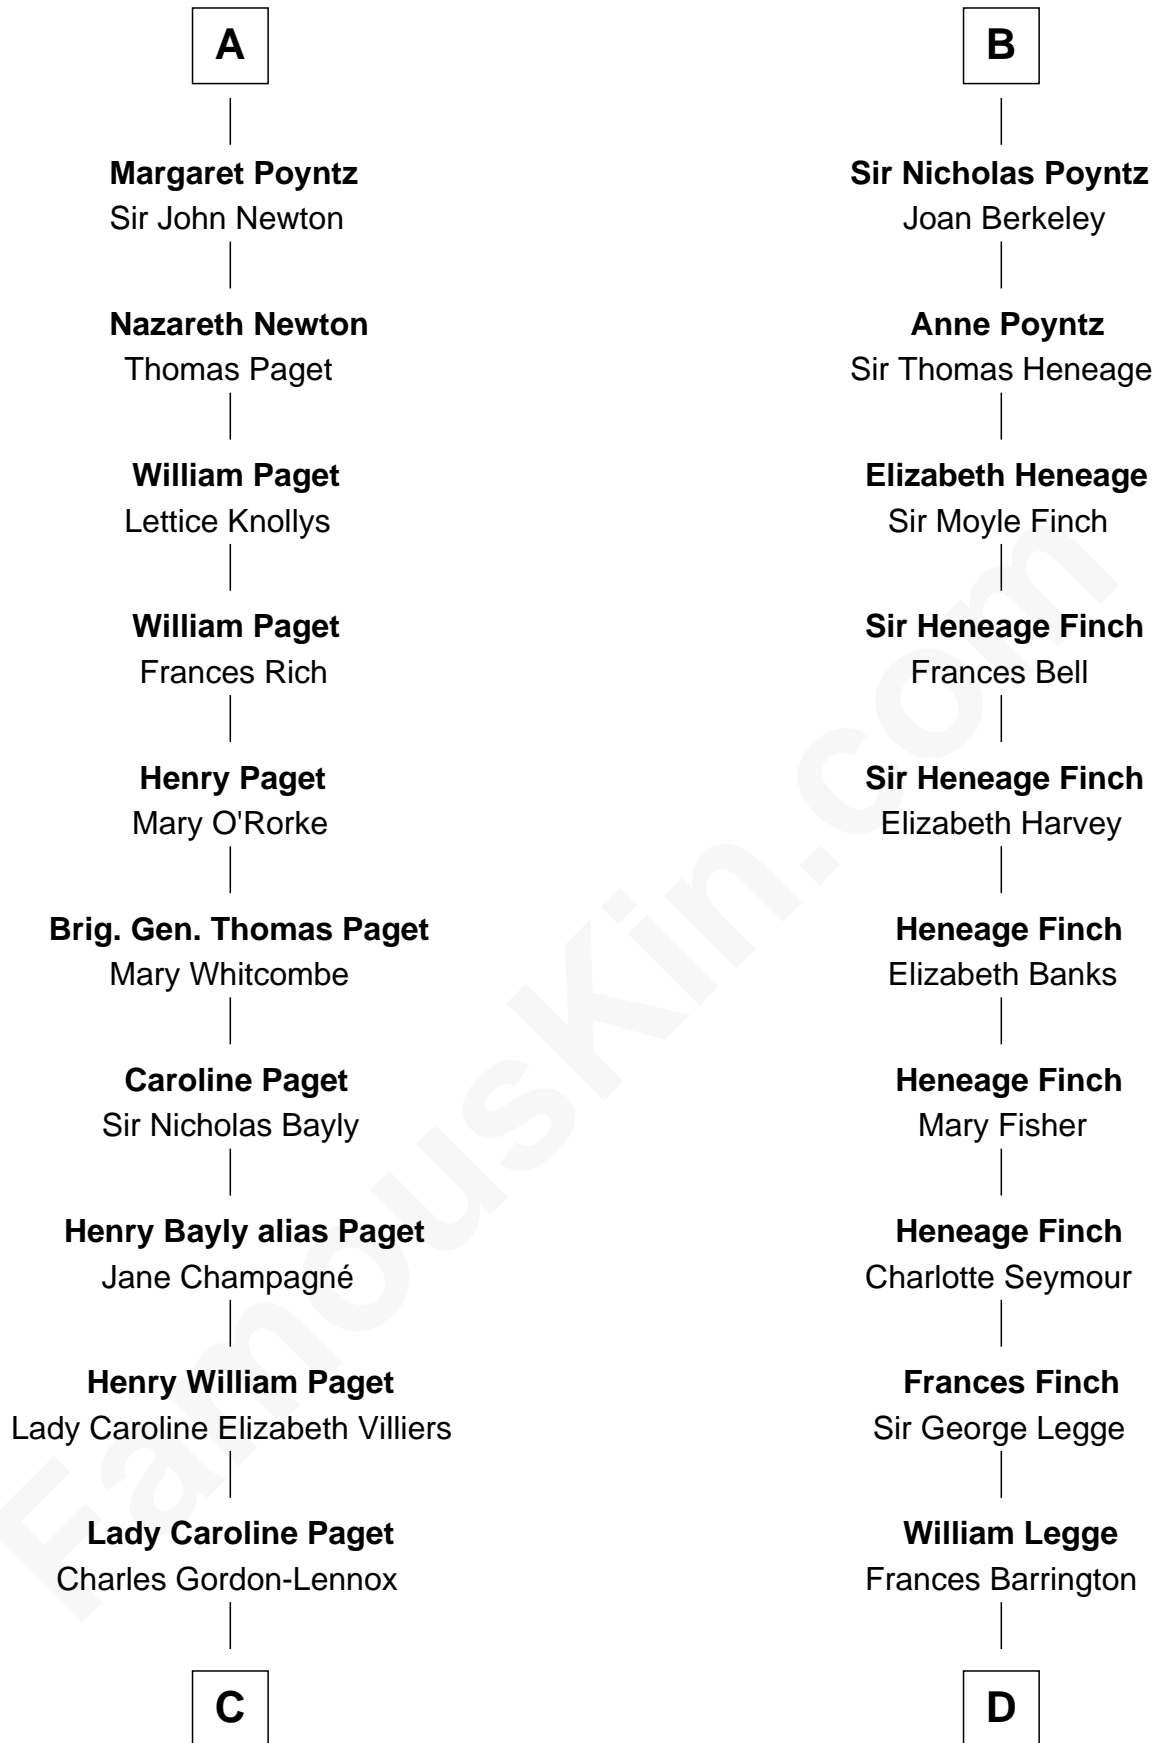 A
Margaret Poyntz
Sir John Newton
Nazareth Newton
Thomas Paget
William Paget
Lettice Knollys
William Paget
Frances Rich
Henry Paget
Mary O'Rorke
Brig. Gen. Thomas Paget
Mary Whitcombe
Caroline Paget
Sir Nicholas Bayly
Henry Bayly alias Paget
Jane Champagné
Henry William Paget
Lady Caroline Elizabeth Villiers
Lady Caroline Paget
Charles Gordon-Lennox
C
B
Sir Nicholas Poyntz
Joan Berkeley
Anne Poyntz
Sir Thomas Heneage
Elizabeth Heneage
Sir Moyle Finch
Sir Heneage Finch
Frances Bell
Sir Heneage Finch
Elizabeth Harvey
Heneage Finch
Elizabeth Banks
Heneage Finch
Mary Fisher
Heneage Finch
Charlotte Seymour
Frances Finch
Sir George Legge
William Legge
Frances Barrington
D
FamousKin.com